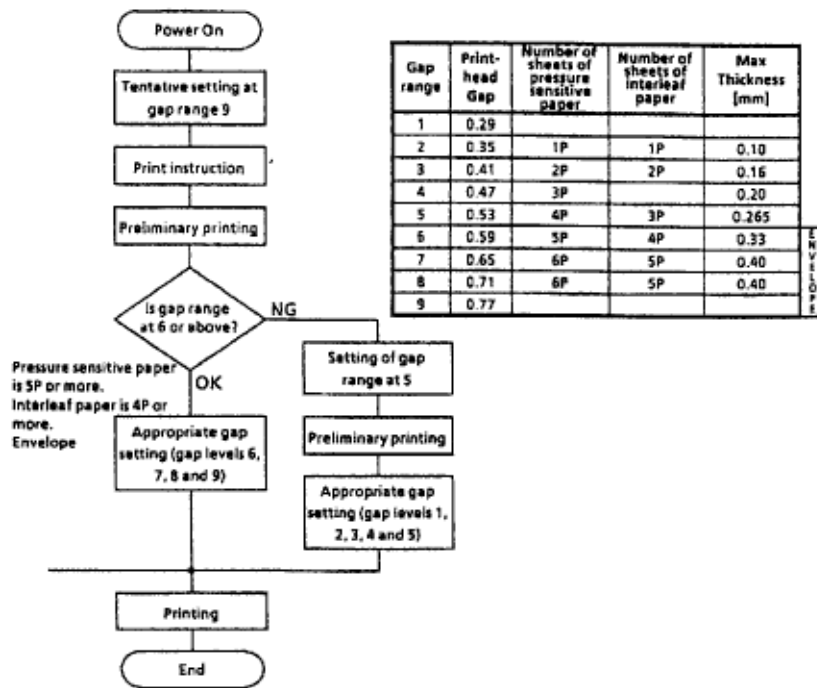 Power On
Tentative setting at
gap range 9
Print instruction
Preliminary printing
Is gap range
at 6 or above?
NG
OK
Pressure sensitive paper
is 5P or more.
Interleaf paper is 4P or
more.
Envelope
Appropriate gap
setting (gap levels 6,
7, 8 and 9)
Setting of gap
range at 5
Preliminary printing
Appropriate gap
setting (gap levels 1,
2, 3, 4 and 5)
Printing
End
Gap range Print-head Gap Number of sheets of pressure sensitive paper Number of sheets of interleaf paper Max Thickness [mm]
1 0.29
2 0.35 1P 1P 0.10
3 0.41 2P 2P 0.16
4 0.47 3P 0.20
5 0.53 4P 3P 0.265
6 0.59 5P 4P 0.33
7 0.65 6P 5P 0.40
8 0.71 6P 5P 0.40
9 0.77
ENVELOPE